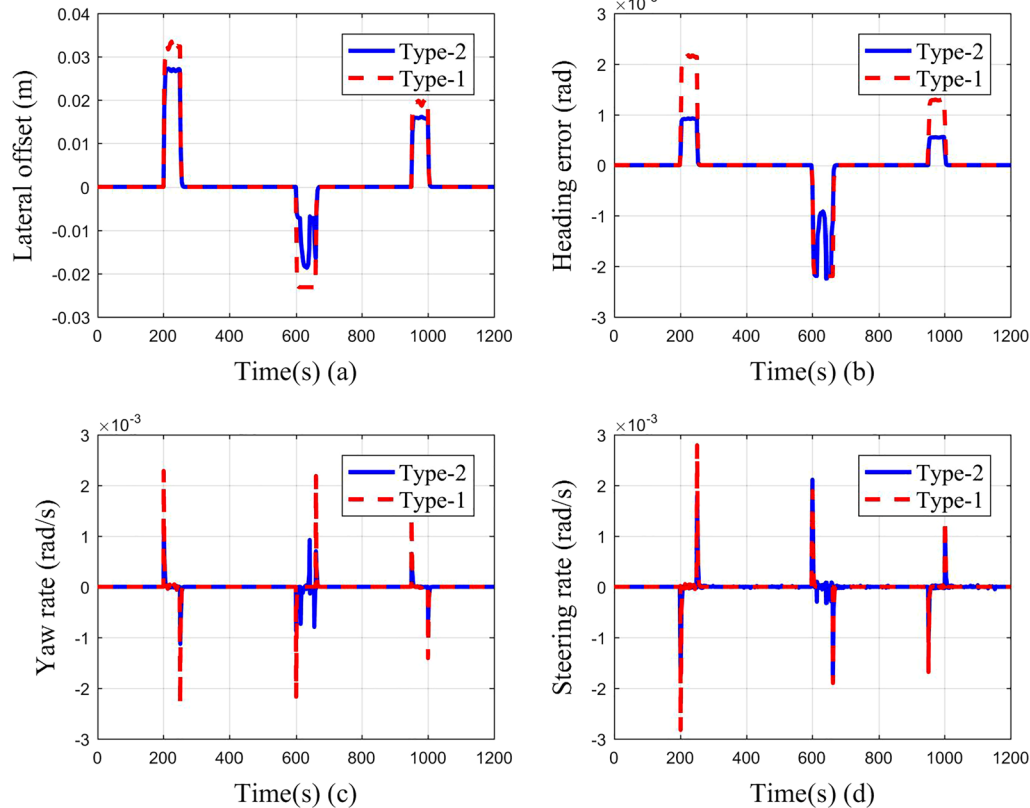 0.04
0.03
0.02
0.01
0
-0.01
-0.02
-0.03
Lateral offset (m)
Type-2
Type-1
0 200 400 600 800 1000 1200
Time(s) (a)
3
2
1
0
-1
-2
-3
Heading error (rad)
Type-2
Type-1
0 200 400 600 800 1000 1200
Time(s) (b)
×10⁻³
3
2
1
0
-1
-2
-3
Yaw rate (rad/s)
Type-2
Type-1
0 200 400 600 800 1000 1200
Time(s) (c)
×10⁻³
3
2
1
0
-1
-2
-3
Steering rate (rad/s)
Type-2
Type-1
0 200 400 600 800 1000 1200
Time(s) (d)